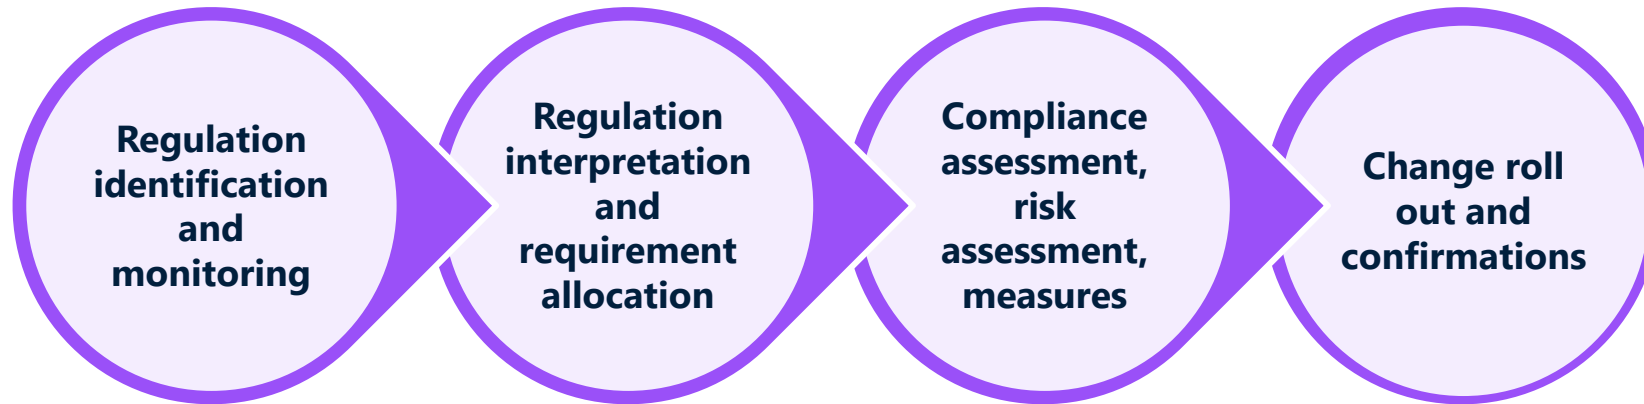 Regulation
identification
and
monitoring
Regulation
interpretation
and
requirement
allocation
Compliance
assessment,
risk
assessment,
measures
Change roll
out and
confirmations